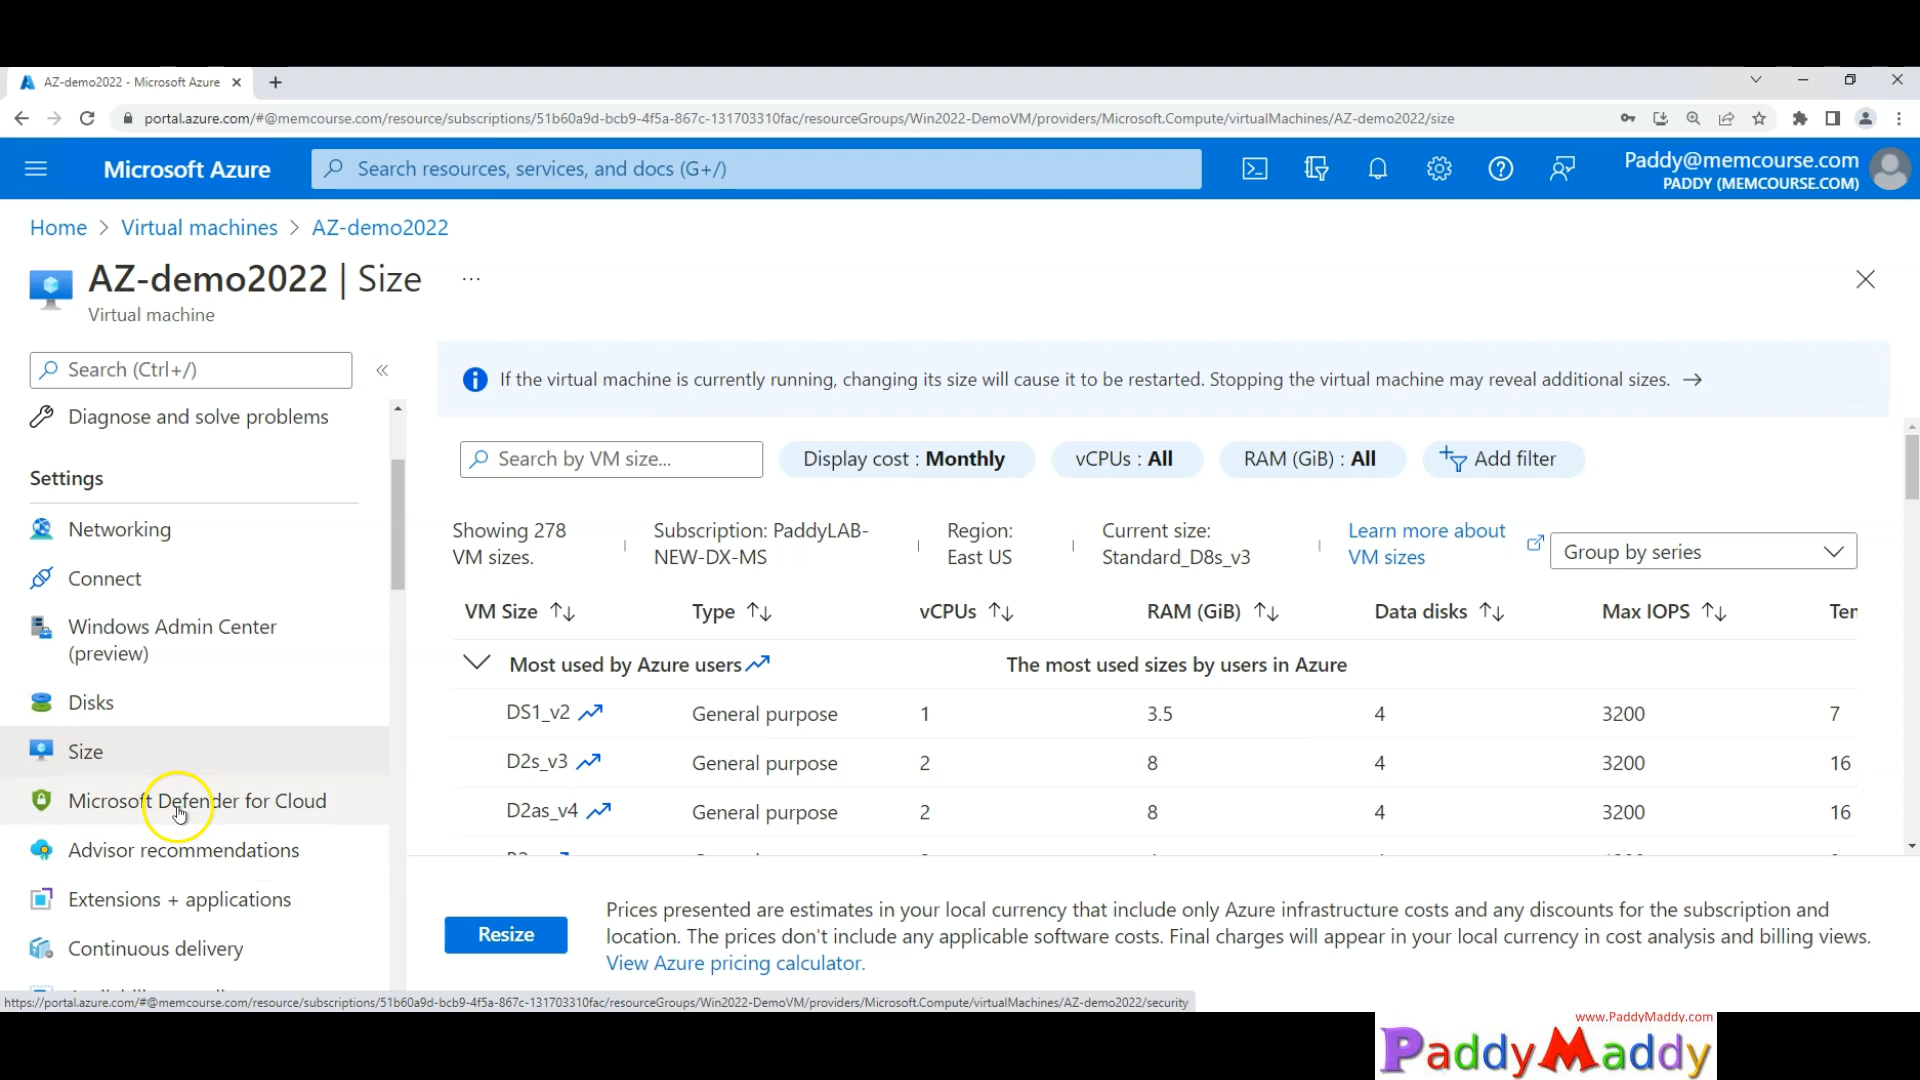 AZ-demo2022 - Microsoft Azure
portal.azure.com/#@memcourse.com/resource/subscriptions/51b60a9d-bcb9-4f5a-867c-131703310fac/resourceGroups/Win2022-DemoVM/providers/Microsoft.Compute/virtualMachines/AZ-demo2022/size
Microsoft Azure
Search resources, services, and docs (G+/)
Paddy@memcourse.com
PADDY (MEMCOURSE.COM)
Home > Virtual machines > AZ-demo2022
AZ-demo2022 | Size ...
Virtual machine
Search (Ctrl+/)
Diagnose and solve problems
Settings
Networking
Connect
Windows Admin Center
(preview)
Disks
Size
Microsoft Defender for Cloud
Advisor recommendations
Extensions + applications
Continuous delivery
If the virtual machine is currently running, changing its size will cause it to be restarted. Stopping the virtual machine may reveal additional sizes.
Search by VM size...
Display cost : Monthly
vCPUs : All
RAM (GiB) : All
Add filter
Showing 278
VM sizes.
Subscription: PaddyLAB-
NEW-DX-MS
Region:
East US
Current size:
Standard_D8s_v3
Learn more about
VM sizes
Group by series
VM Size Type vCPUs RAM (GiB) Data disks Max IOPS Ten
Most used by Azure users The most used sizes by users in Azure
DS1_v2 General purpose 1 3.5 4 3200 7
D2s_v3 General purpose 2 8 4 3200 16
D2as_v4 General purpose 2 8 4 3200 16
Resize
Prices presented are estimates in your local currency that include only Azure infrastructure costs and any discounts for the subscription and
location. The prices don't include any applicable software costs. Final charges will appear in your local currency in cost analysis and billing views.
View Azure pricing calculator.
https://portal.azure.com/#@memcourse.com/resource/subscriptions/51b60a9d-bcb9-4f5a-867c-131703310fac/resourceGroups/Win2022-DemoVM/providers/Microsoft.Compute/virtualMachines/AZ-demo2022/security
www.PaddyMaddy.com
PaddyMaddy